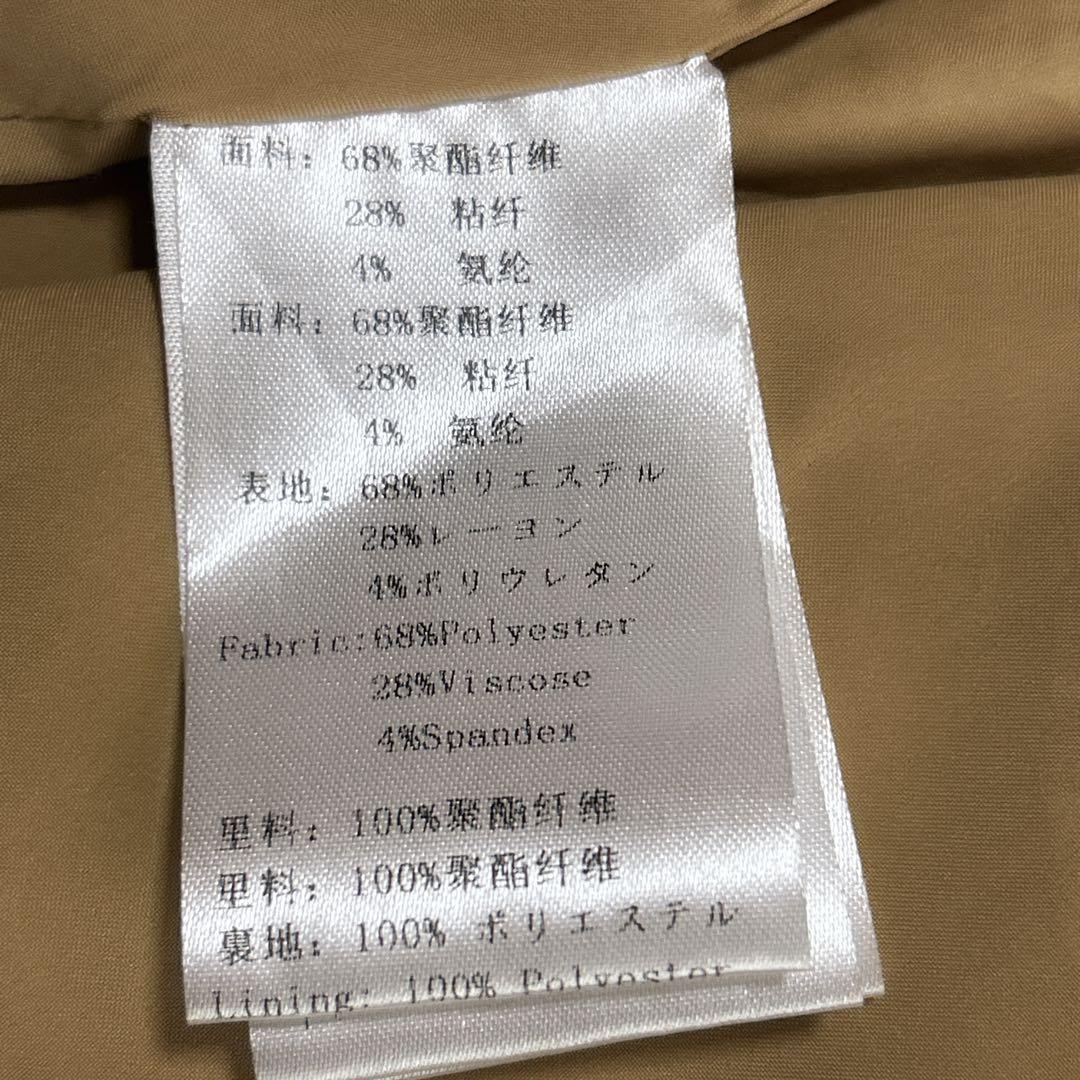 面料：68%聚酯纤维
28% 粘纤
4% 氨纶
面料：68%聚酯纤维
28% 粘纤
4% 氨纶
表地：68%ポリエステル
28%レーヨン
4%ポリウレタン
Fabric:68%Polyester
28%Viscose
4%Spandex
里料：100%聚酯纤维
里料：100%聚酯纤维
裏地：100% ポリエステル
Lining: 100% Polyester